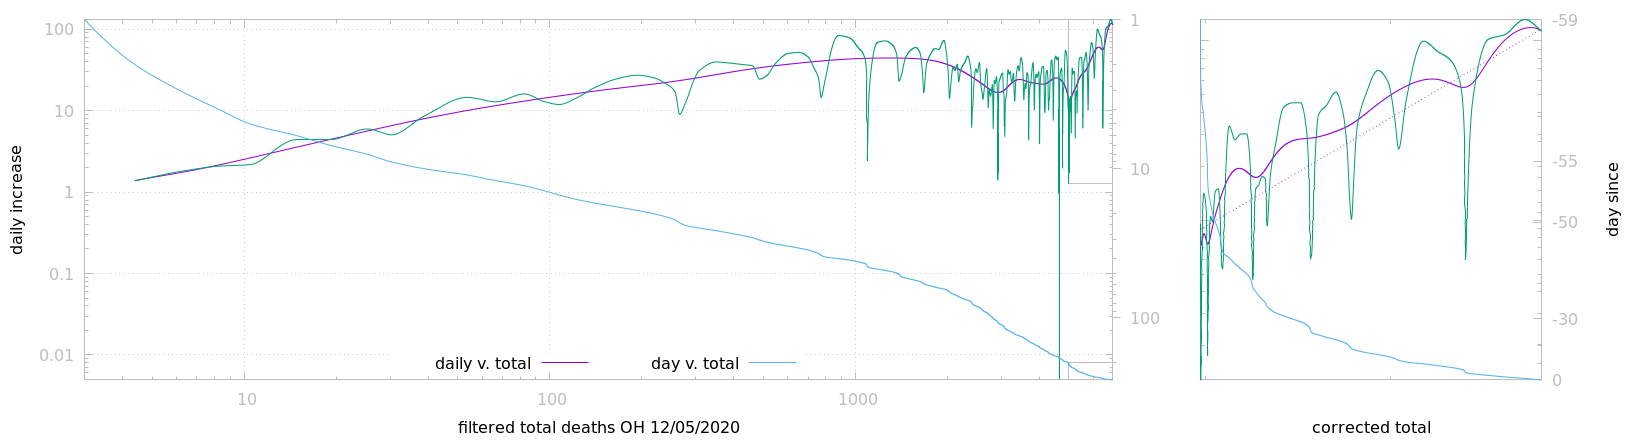 100
10
1
0.1
0.01
daily increase
10
100
1000
filtered total deaths OH 12/05/2020
daily v. total
day v. total
1
10
100
-59
-55
-50
-30
0
day since
corrected total